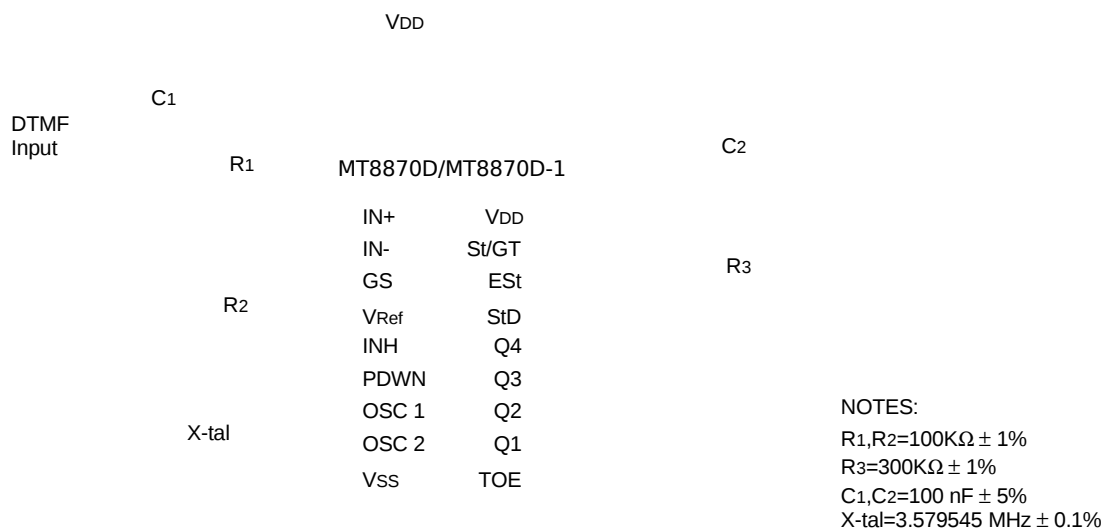 VDD
C1
DTMF
Input
C2
R1
MT8870D/MT8870D-1
IN+ VDD
IN- St/GT
R3
GS ESt
R2
VRef StD
INH Q4
PDWN Q3
OSC 1 Q2
X-tal
OSC 2 Q1
VSS TOE
NOTES:
R1,R2=100KΩ ± 1%
R3=300KΩ ± 1%
C1,C2=100 nF ± 5%
X-tal=3.579545 MHz ± 0.1%